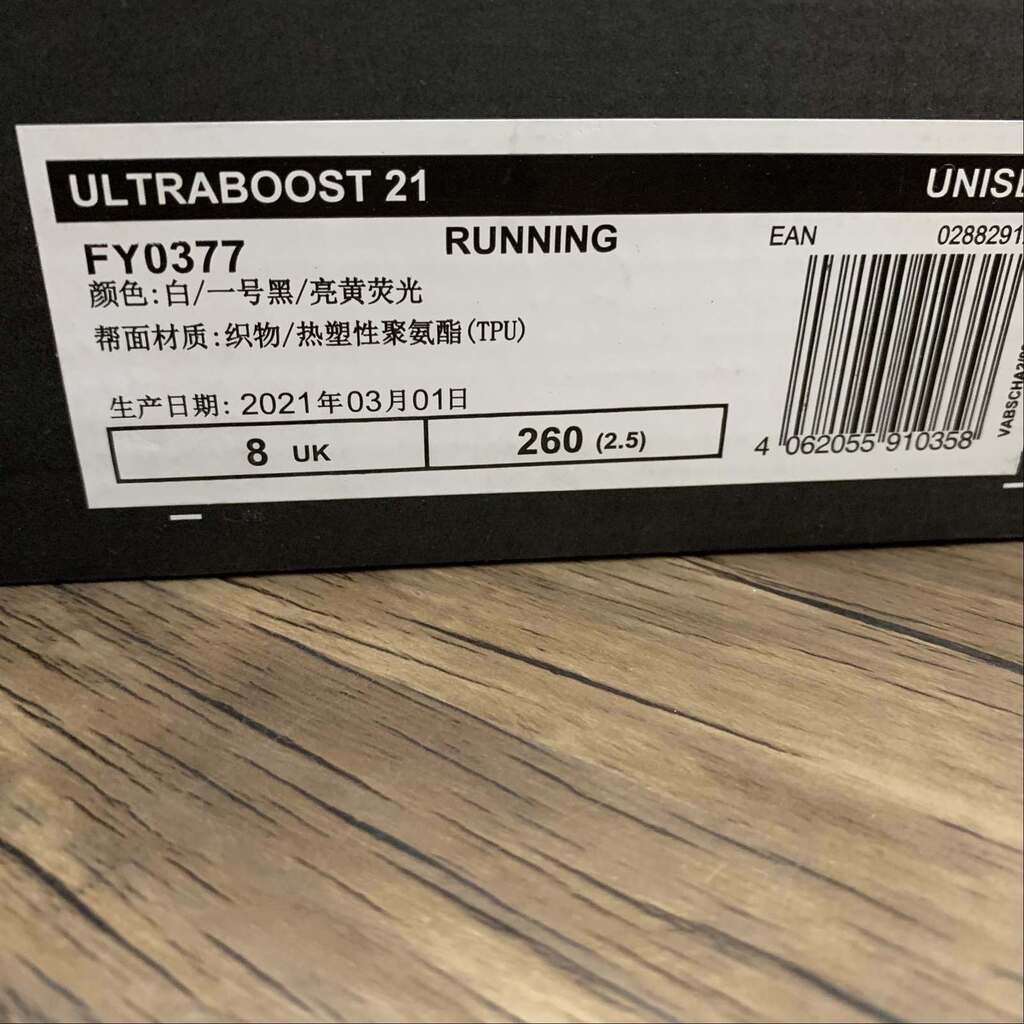 ULTRABOOST 21
FY0377
RUNNING
EAN
颜色:白/一号黑/亮黄荧光
帮面材质:织物/热塑性聚氨酯(TPU)
生产日期: 2021年03月01日
8 UK
260 (2.5)
4 062055 910358